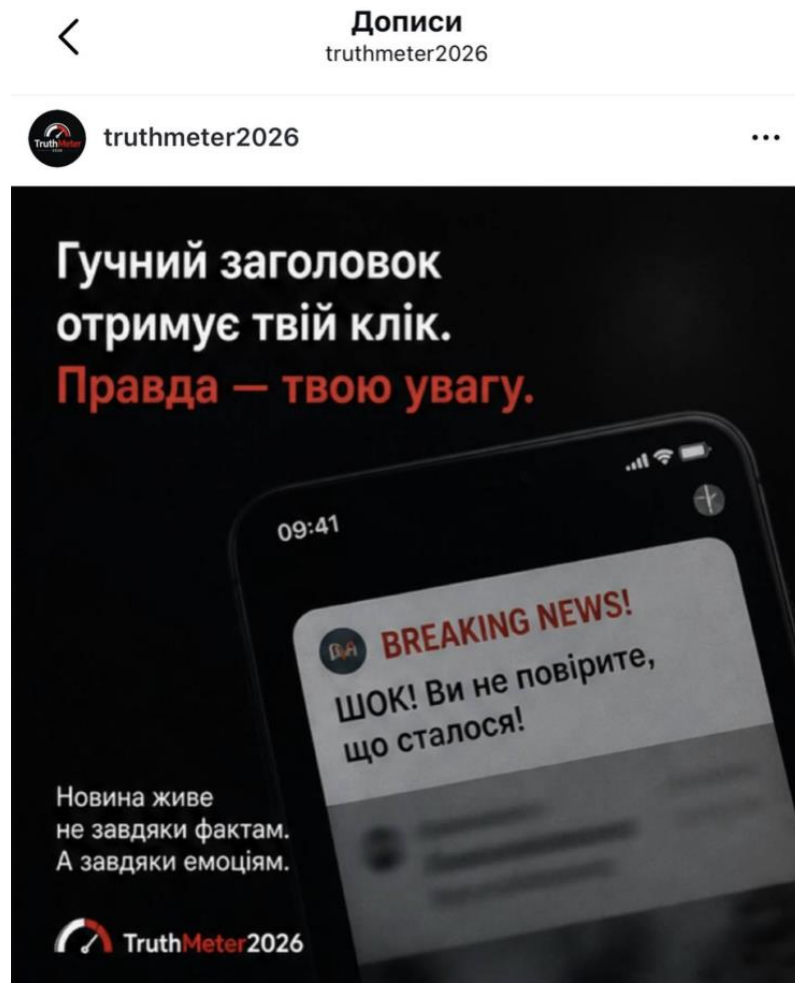 Дописи
truthmeter2026
TruthMeter
truthmeter2026
Гучний заголовок
отримує твій клік.
Правда — твою увагу.
09:41
BREAKING NEWS!
ШОК! Ви не повірите,
що сталося!
Новина живе
не завдяки фактам.
А завдяки емоціям.
TruthMeter2026